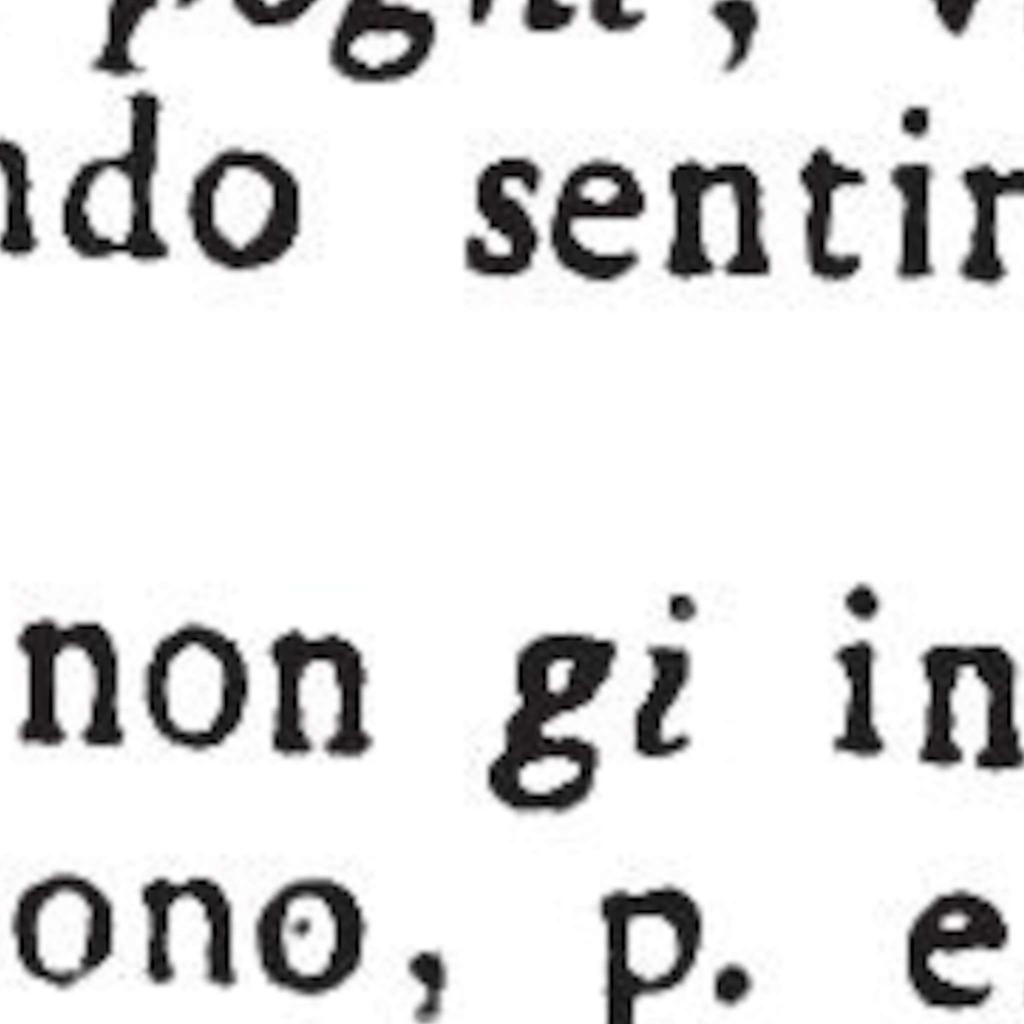 ndo sentir
non gi in
ono, p. e.